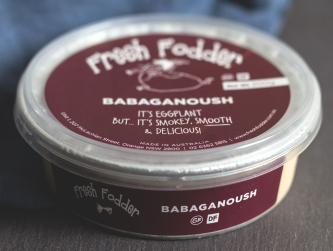 Fresh Fodder
BABAGANOUSH
IT'S EGGPLANT
BUT... IT'S SMOKEY, SMOOTH
& DELICIOUS!
MADE IN AUSTRALIA
Fresh Fodder
BABAGANOUSH
GF DF